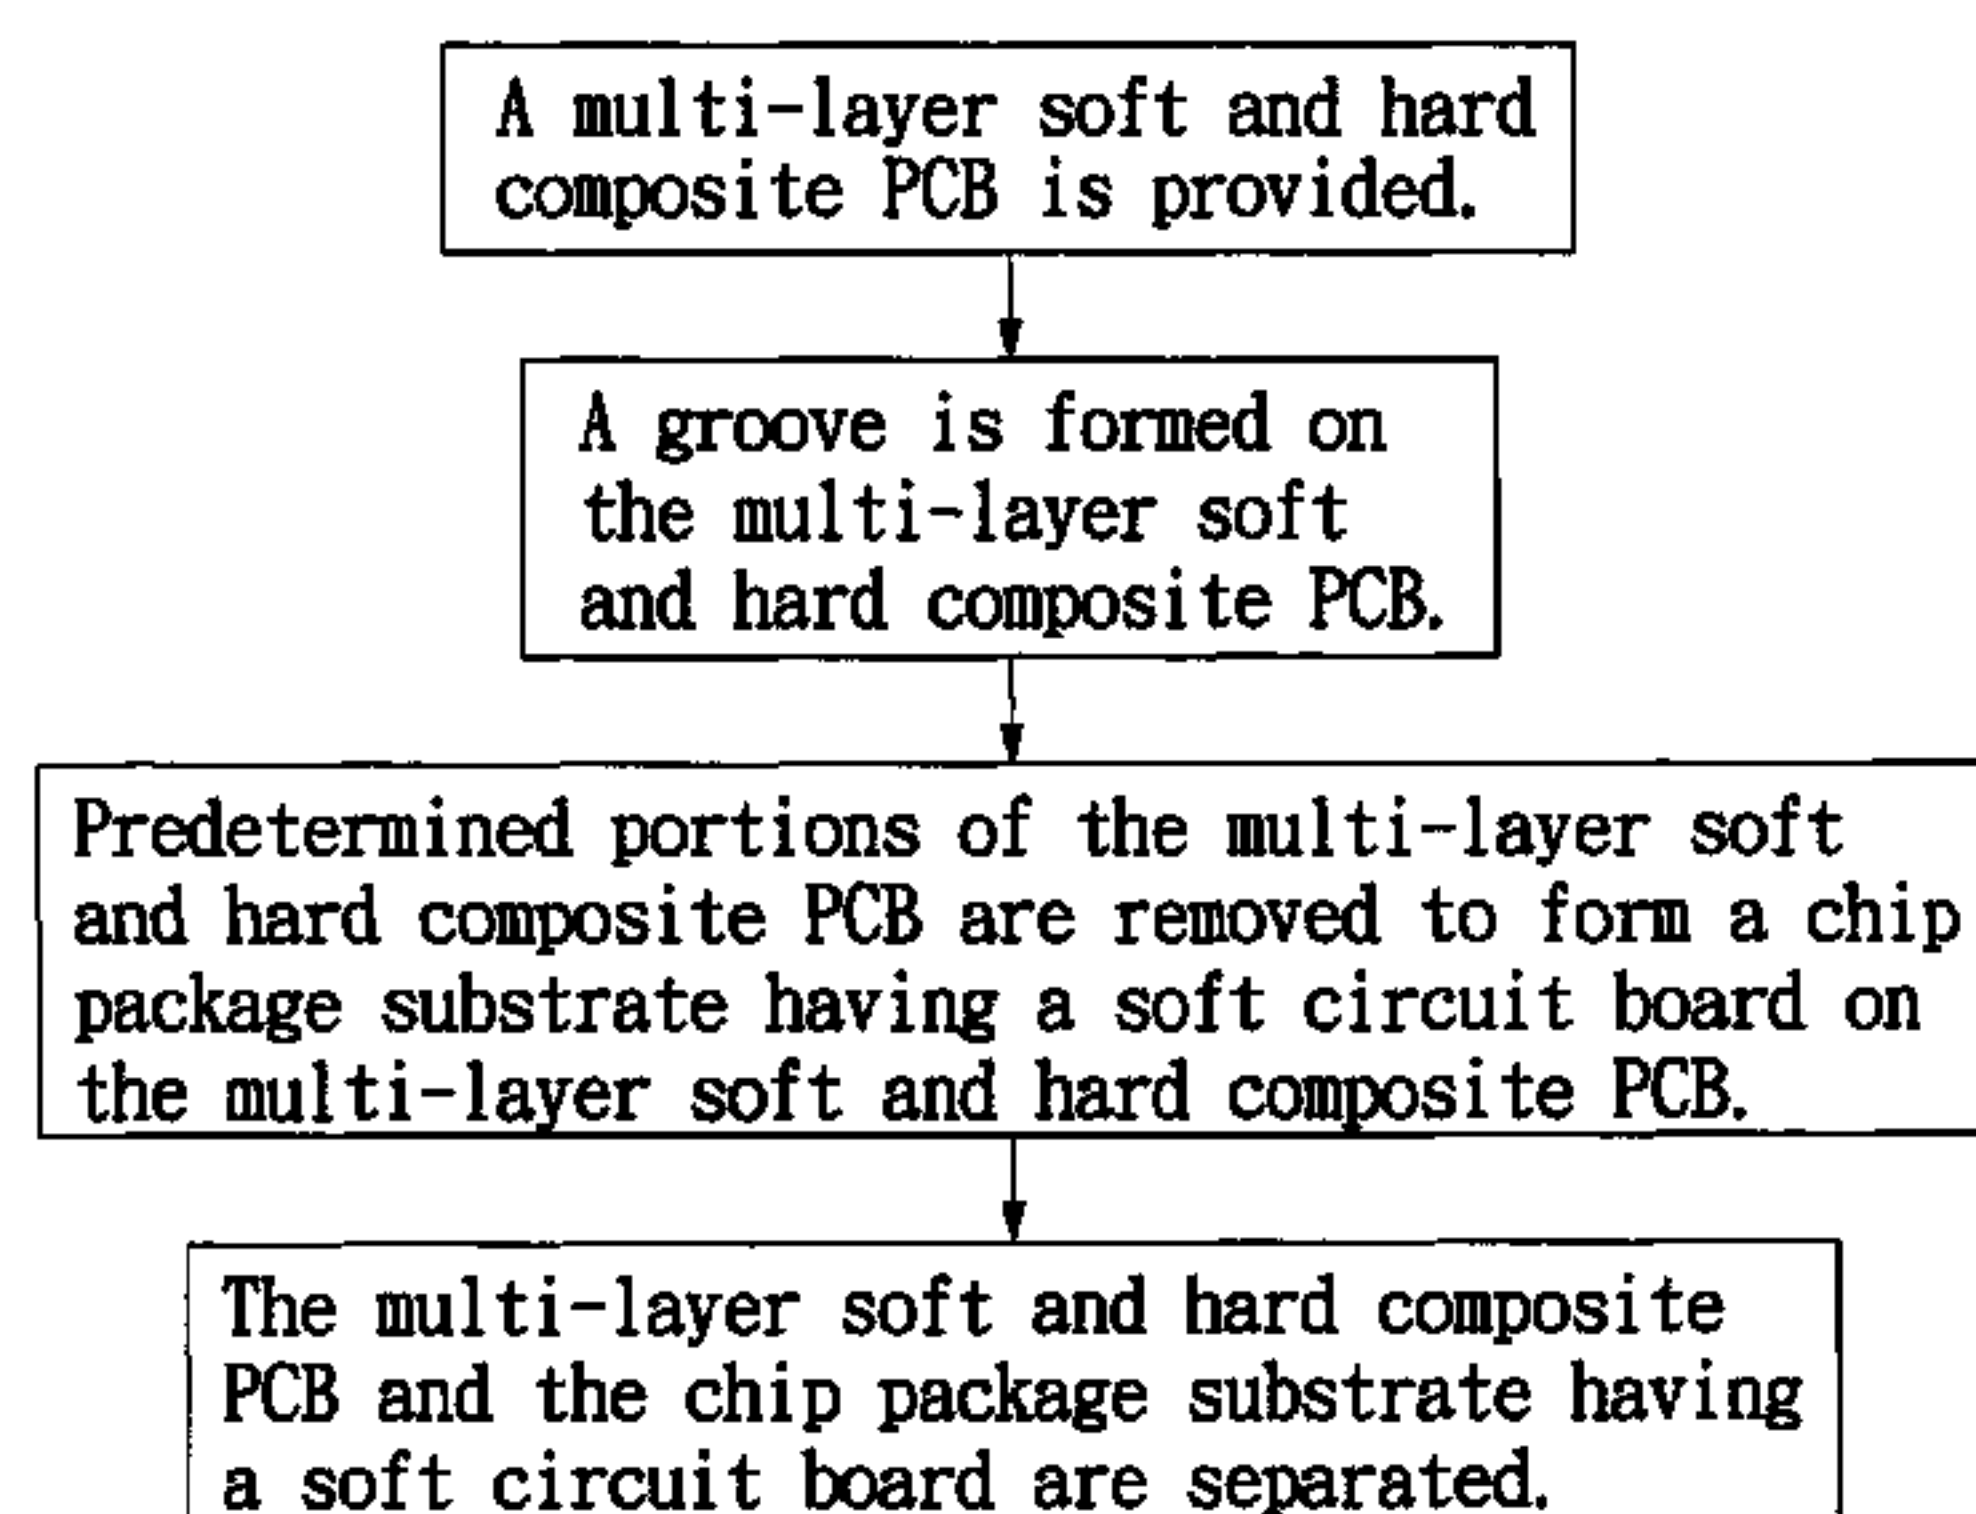 A multi-layer soft and hard
composite PCB is provided.
A groove is formed on
the multi-layer soft
and hard composite PCB.
Predetermined portions of the multi-layer soft
and hard composite PCB are removed to form a chip
package substrate having a soft circuit board on
the multi-layer soft and hard composite PCB.
The multi-layer soft and hard composite
PCB and the chip package substrate having
a soft circuit board are separated.